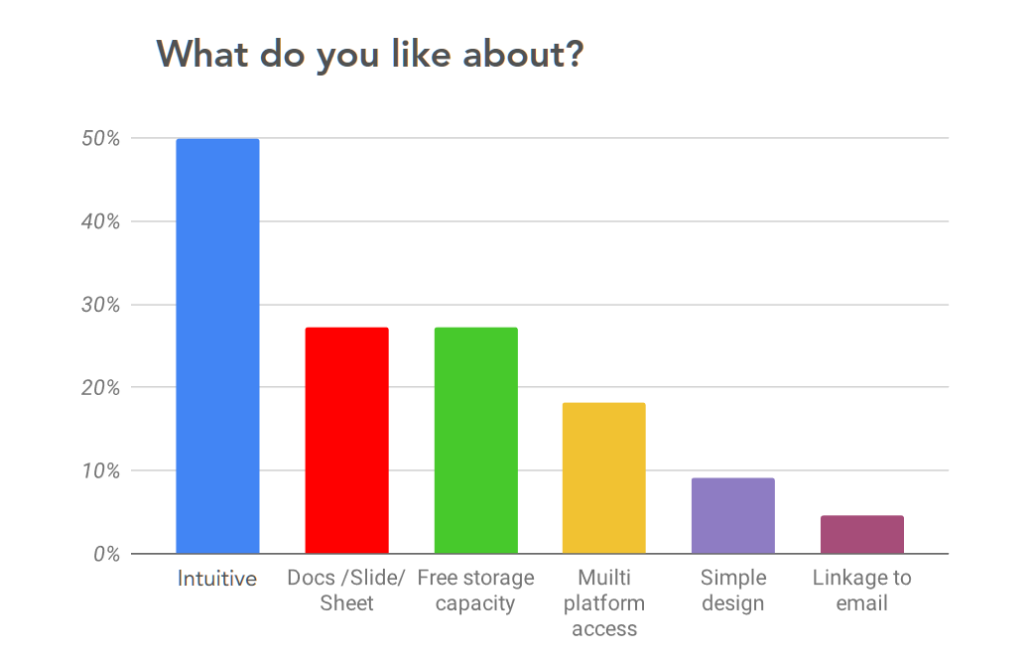 What do you like about?
50%
40%
30%
20%
10%
0%
Intuitive
Docs /Slide/
Sheet
Free storage
capacity
Muilti
platform
access
Simple
design
Linkage to
email